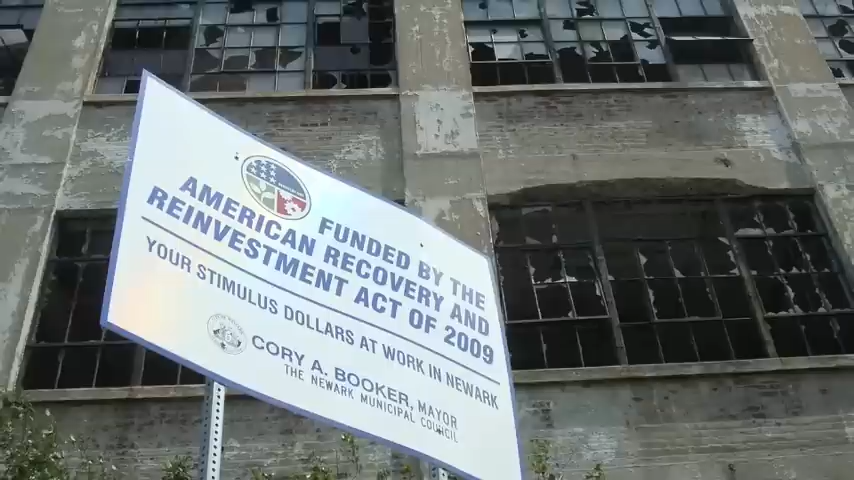 FUNDED BY THE
AMERICAN RECOVERY AND
REINVESTMENT ACT OF 2009
YOUR STIMULUS DOLLARS AT WORK IN NEWARK
CORY A. BOOKER, MAYOR
THE NEWARK MUNICIPAL COUNCIL